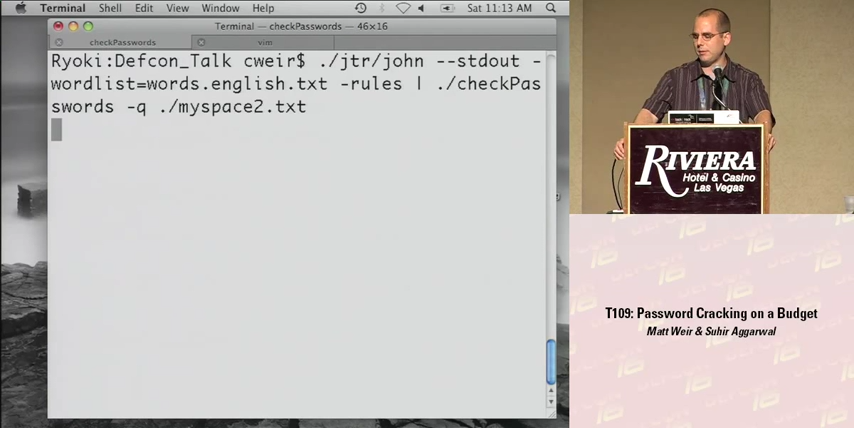 Terminal Shell Edit View Window Help Sat 11:13 AM
Terminal — checkPasswords — 46×16
checkPasswords vim
Ryoki:Defcon_Talk cweir$ ./jtr/john --stdout -
wordlist=words.english.txt -rules | ./checkPas
swords -q ./myspace2.txt
RIVIERA
Hotel & Casino
Las Vegas
T109: Password Cracking on a Budget
Matt Weir & Suhir Aggarwal